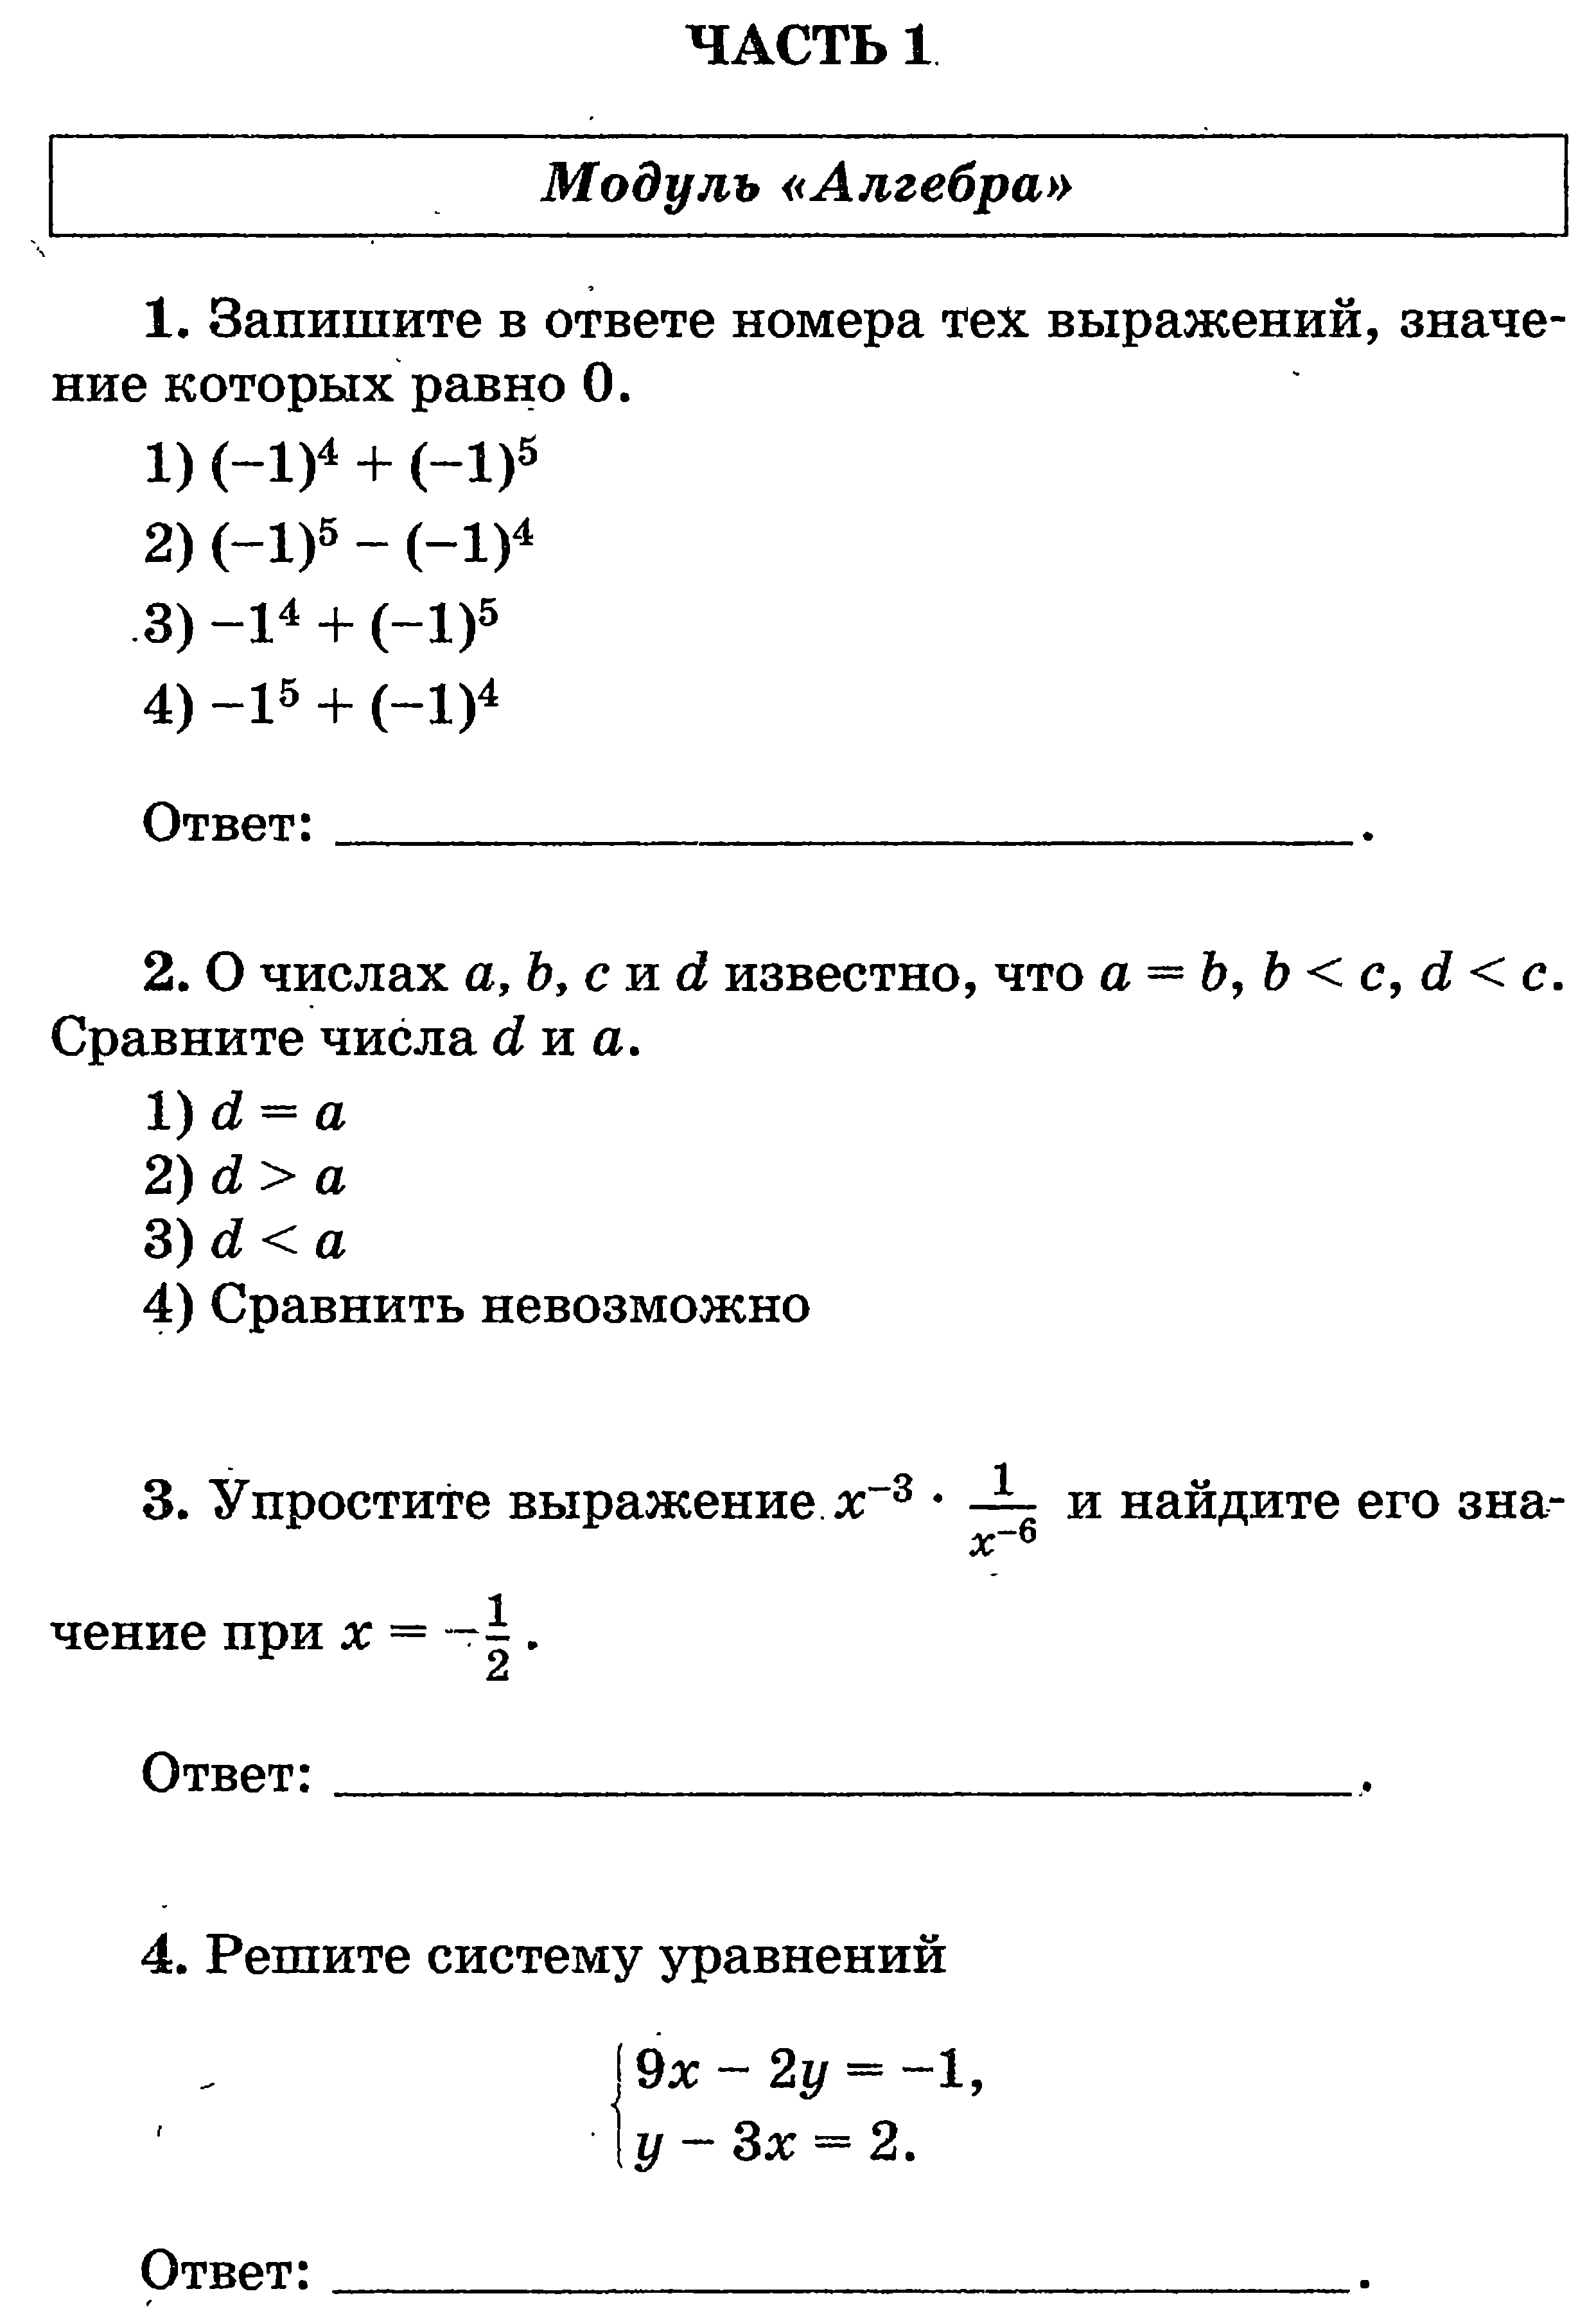 ЧАСТЬ 1
Модуль «Алгебра»
1. Запишите в ответе номера тех выражений, значе-
ние которых равно 0.
1) (−1)⁴ + (−1)⁵
2) (−1)⁵ − (−1)⁴
3) −1⁴ + (−1)⁵
4) −1⁵ + (−1)⁴
Ответ: ______________________________.
2. О числах a, b, c и d известно, что a = b, b < c, d < c.
Сравните числа d и a.
1) d = a
2) d > a
3) d < a
4) Сравнить невозможно
3. Упростите выражение x⁻³ · 1/x⁻⁶ и найдите его зна-
чение при x = −1/2.
Ответ: ______________________________.
4. Решите систему уравнений
9x − 2y = −1,
y − 3x = 2.
Ответ: ______________________________.